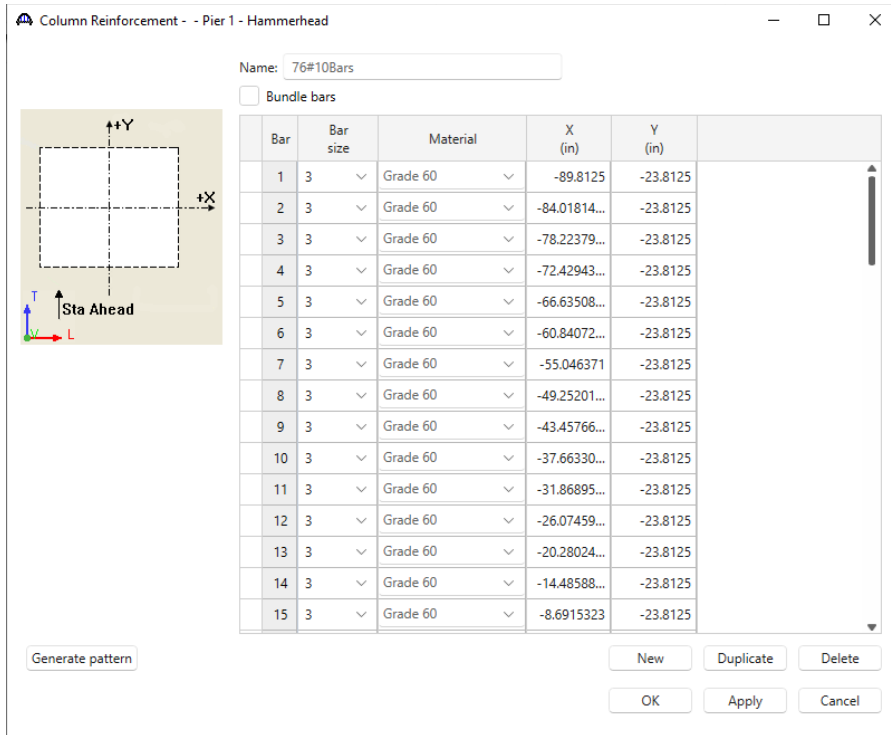 Column Reinforcement - - Pier 1 - Hammerhead
Name: 76#10Bars
Bundle bars
+Y
+X
T
Sta Ahead
V L
Bar Bar size Material X (in) Y (in)
1 3 Grade 60 -89.8125 -23.8125
2 3 Grade 60 -84.01814... -23.8125
3 3 Grade 60 -78.22379... -23.8125
4 3 Grade 60 -72.42943... -23.8125
5 3 Grade 60 -66.63508... -23.8125
6 3 Grade 60 -60.84072... -23.8125
7 3 Grade 60 -55.046371 -23.8125
8 3 Grade 60 -49.25201... -23.8125
9 3 Grade 60 -43.45766... -23.8125
10 3 Grade 60 -37.66330... -23.8125
11 3 Grade 60 -31.86895... -23.8125
12 3 Grade 60 -26.07459... -23.8125
13 3 Grade 60 -20.28024... -23.8125
14 3 Grade 60 -14.48588... -23.8125
15 3 Grade 60 -8.6915323 -23.8125
Generate pattern New Duplicate Delete
OK Apply Cancel